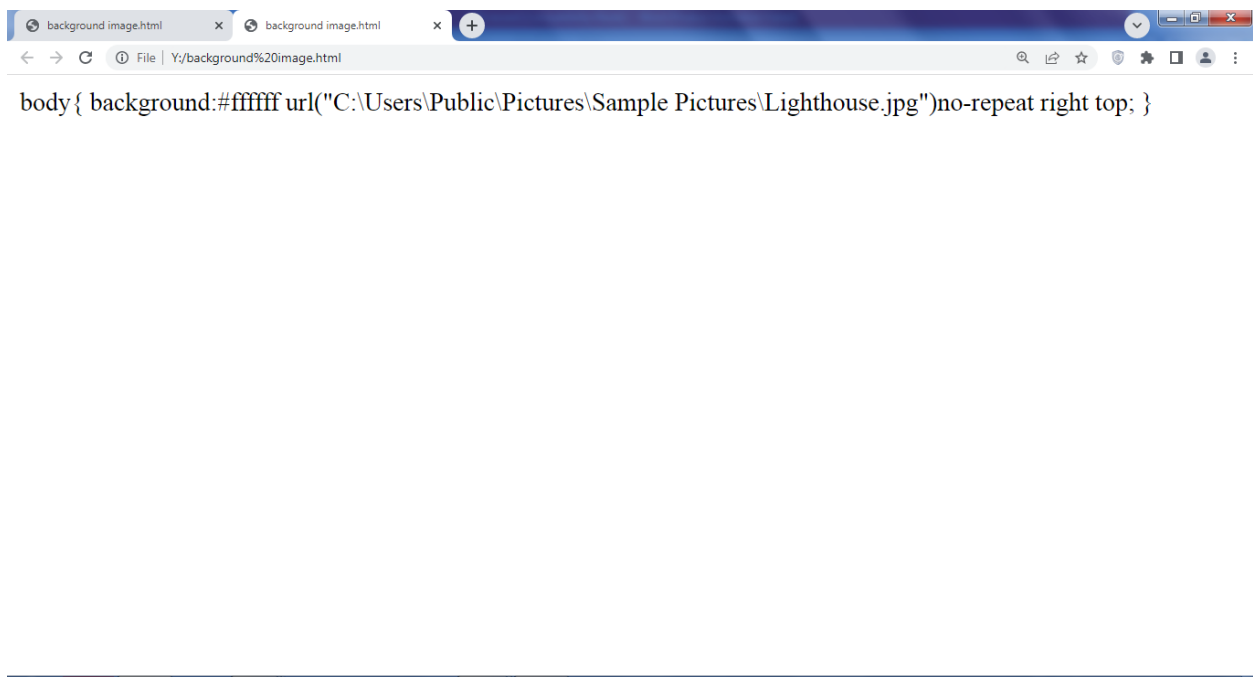 background image.html
background image.html
File | Y:/background%20image.html
body{ background:#ffffff url("C:\Users\Public\Pictures\Sample Pictures\Lighthouse.jpg")no-repeat right top; }